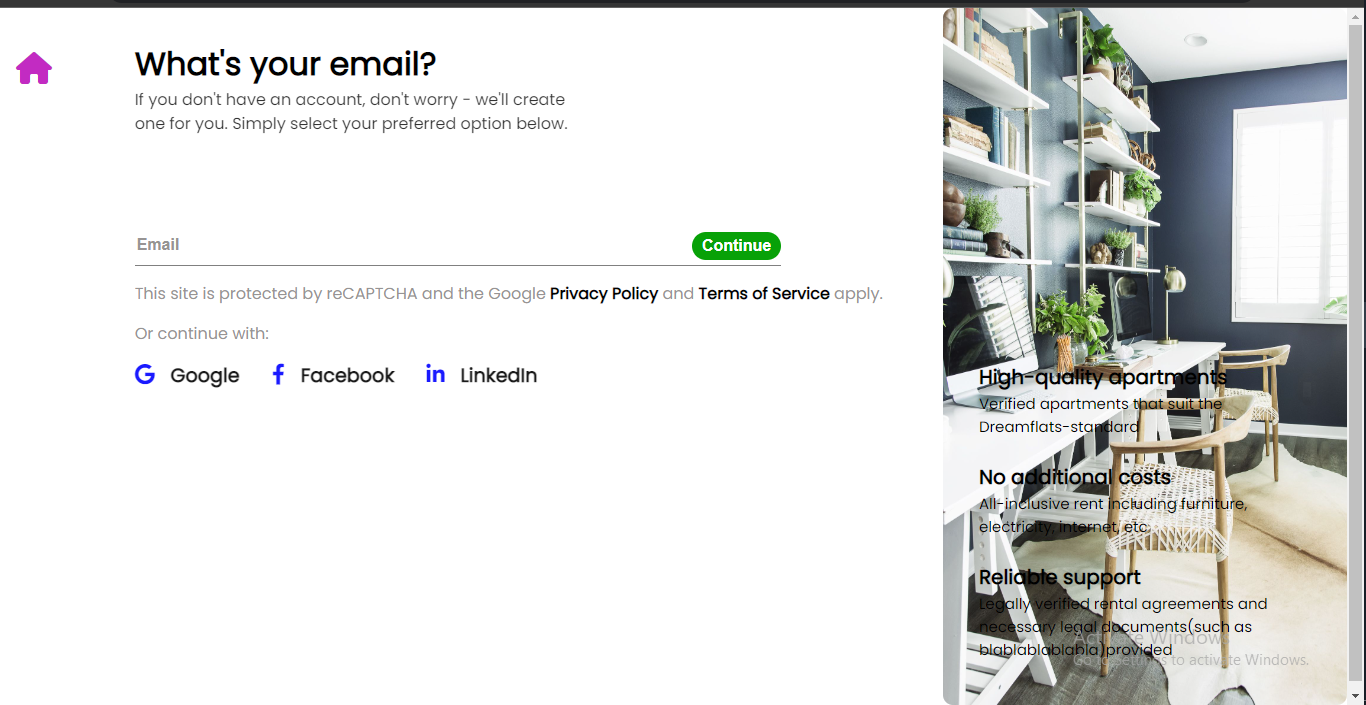 What's your email?
If you don't have an account, don't worry - we'll create
one for you. Simply select your preferred option below.
Email
Continue
This site is protected by reCAPTCHA and the Google Privacy Policy and Terms of Service apply.
Or continue with:
Google
Facebook
LinkedIn
High-quality apartments
Verified apartments that suit the
Dreamflats-standard
No additional costs
All-inclusive rent including furniture,
electricity, internet, etc.
Reliable support
Legally verified rental agreements and
necessary legal documents(such as
blablablablabla)provided
Activate Windows
Go to Settings to activate Windows.